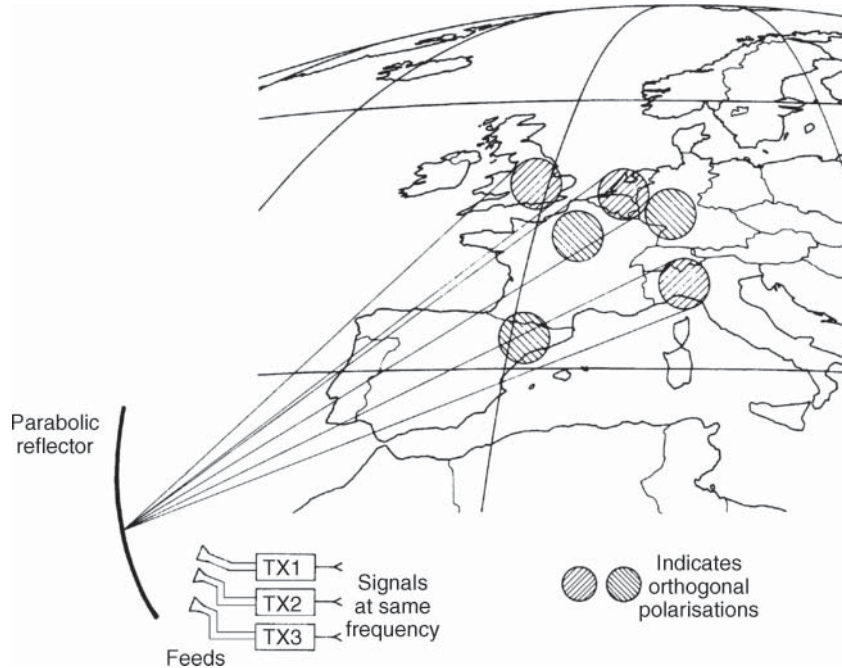 Parabolic
reflector
TX1
TX2
TX3
Feeds
Signals
at same
frequency
Indicates
orthogonal
polarisations